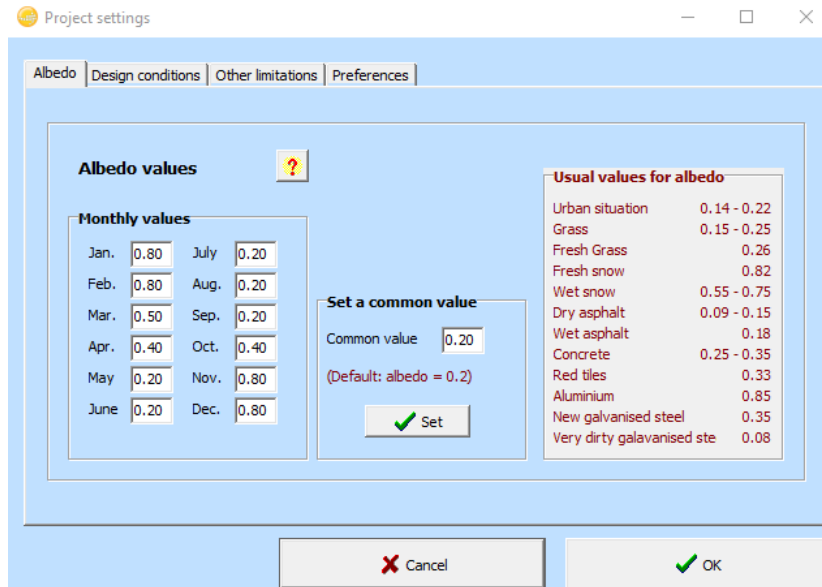 Project settings
Albedo
Design conditions
Other limitations
Preferences
Albedo values
?
Monthly values
Jan. 0.80 July 0.20
Feb. 0.80 Aug. 0.20
Mar. 0.50 Sep. 0.20
Apr. 0.40 Oct. 0.40
May 0.20 Nov. 0.80
June 0.20 Dec. 0.80
Set a common value
Common value 0.20
(Default: albedo = 0.2)
Set
Usual values for albedo
Urban situation 0.14 - 0.22
Grass 0.15 - 0.25
Fresh Grass 0.26
Fresh snow 0.82
Wet snow 0.55 - 0.75
Dry asphalt 0.09 - 0.15
Wet asphalt 0.18
Concrete 0.25 - 0.35
Red tiles 0.33
Aluminium 0.85
New galvanised steel 0.35
Very dirty galavanised ste 0.08
Cancel
OK